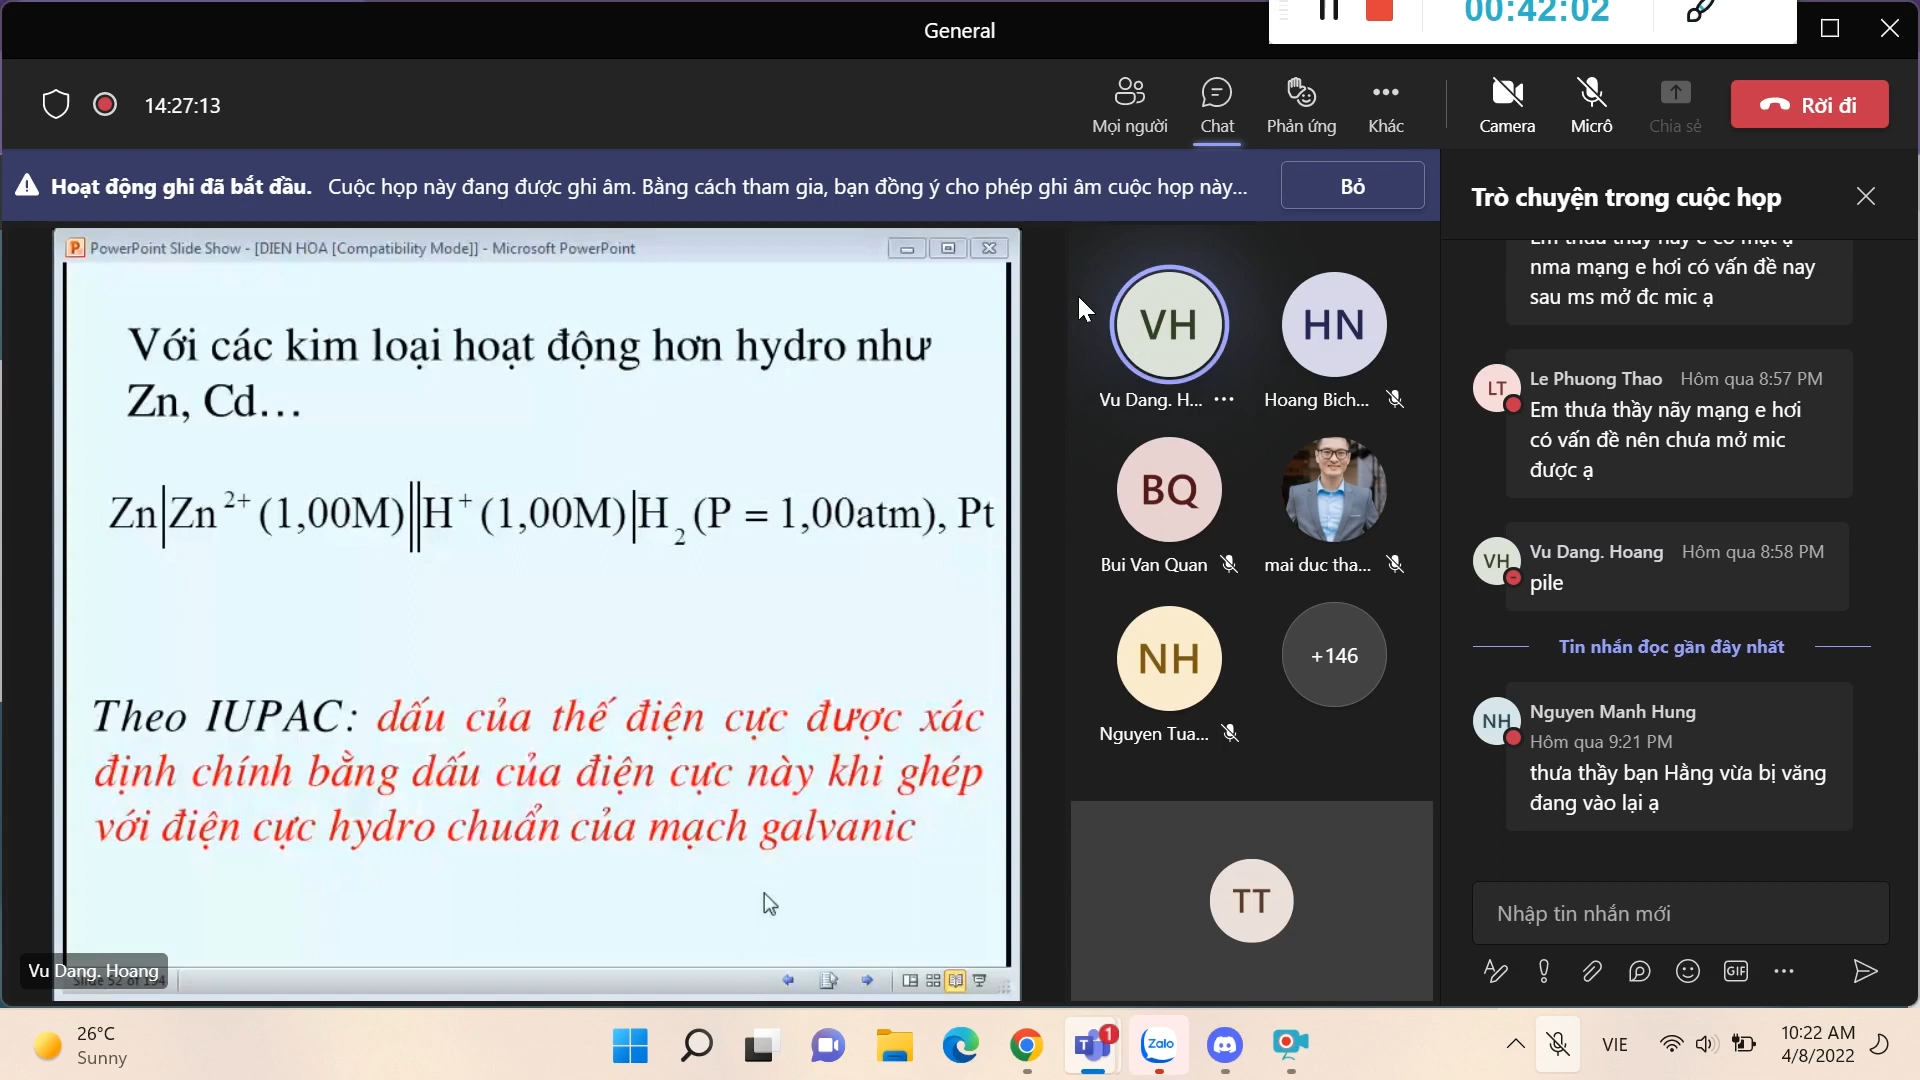 General
00:42:02
14:27:13
Mọi người
Chat
Phản ứng
Khác
Camera
Micrô
Chia sẻ
Rời đi
Hoạt động ghi đã bắt đầu. Cuộc họp này đang được ghi âm. Bằng cách tham gia, bạn đồng ý cho phép ghi âm cuộc họp này...
Bỏ
PowerPoint Slide Show - [DIEN HOA [Compatibility Mode]] - Microsoft PowerPoint
Với các kim loại hoạt động hơn hydro như
Zn, Cd…
Zn|Zn²⁺(1,00M)||H⁺(1,00M)|H₂(P = 1,00atm), Pt
Theo IUPAC: dấu của thế điện cực được xác
định chính bằng dấu của điện cực này khi ghép
với điện cực hydro chuẩn của mạch galvanic
Vu Dang. Hoang
VH
Vu Dang. H...
HN
Hoang Bich...
BQ
Bui Van Quan
mai duc tha...
NH
Nguyen Tua...
+146
TT
Trò chuyện trong cuộc họp
nma mạng e hơi có vấn đề nay
sau ms mở đc mic ạ
LT
Le Phuong Thao Hôm qua 8:57 PM
Em thưa thầy nãy mạng e hơi
có vấn đề nên chưa mở mic
được ạ
VH
Vu Dang. Hoang Hôm qua 8:58 PM
pile
Tin nhắn đọc gần đây nhất
NH
Nguyen Manh Hung
Hôm qua 9:21 PM
thưa thầy bạn Hằng vừa bị văng
đang vào lại ạ
Nhập tin nhắn mới
GIF
26°C
Sunny
1
Zalo
VIE
10:22 AM
4/8/2022